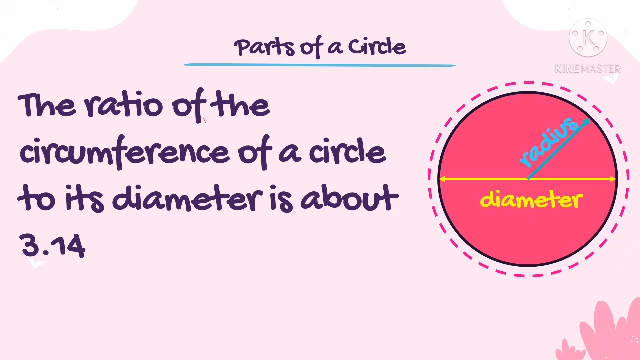 Parts of a Circle
KINEMASTER
The ratio of the
circumference of a circle
to its diameter is about
3.14
radius
diameter